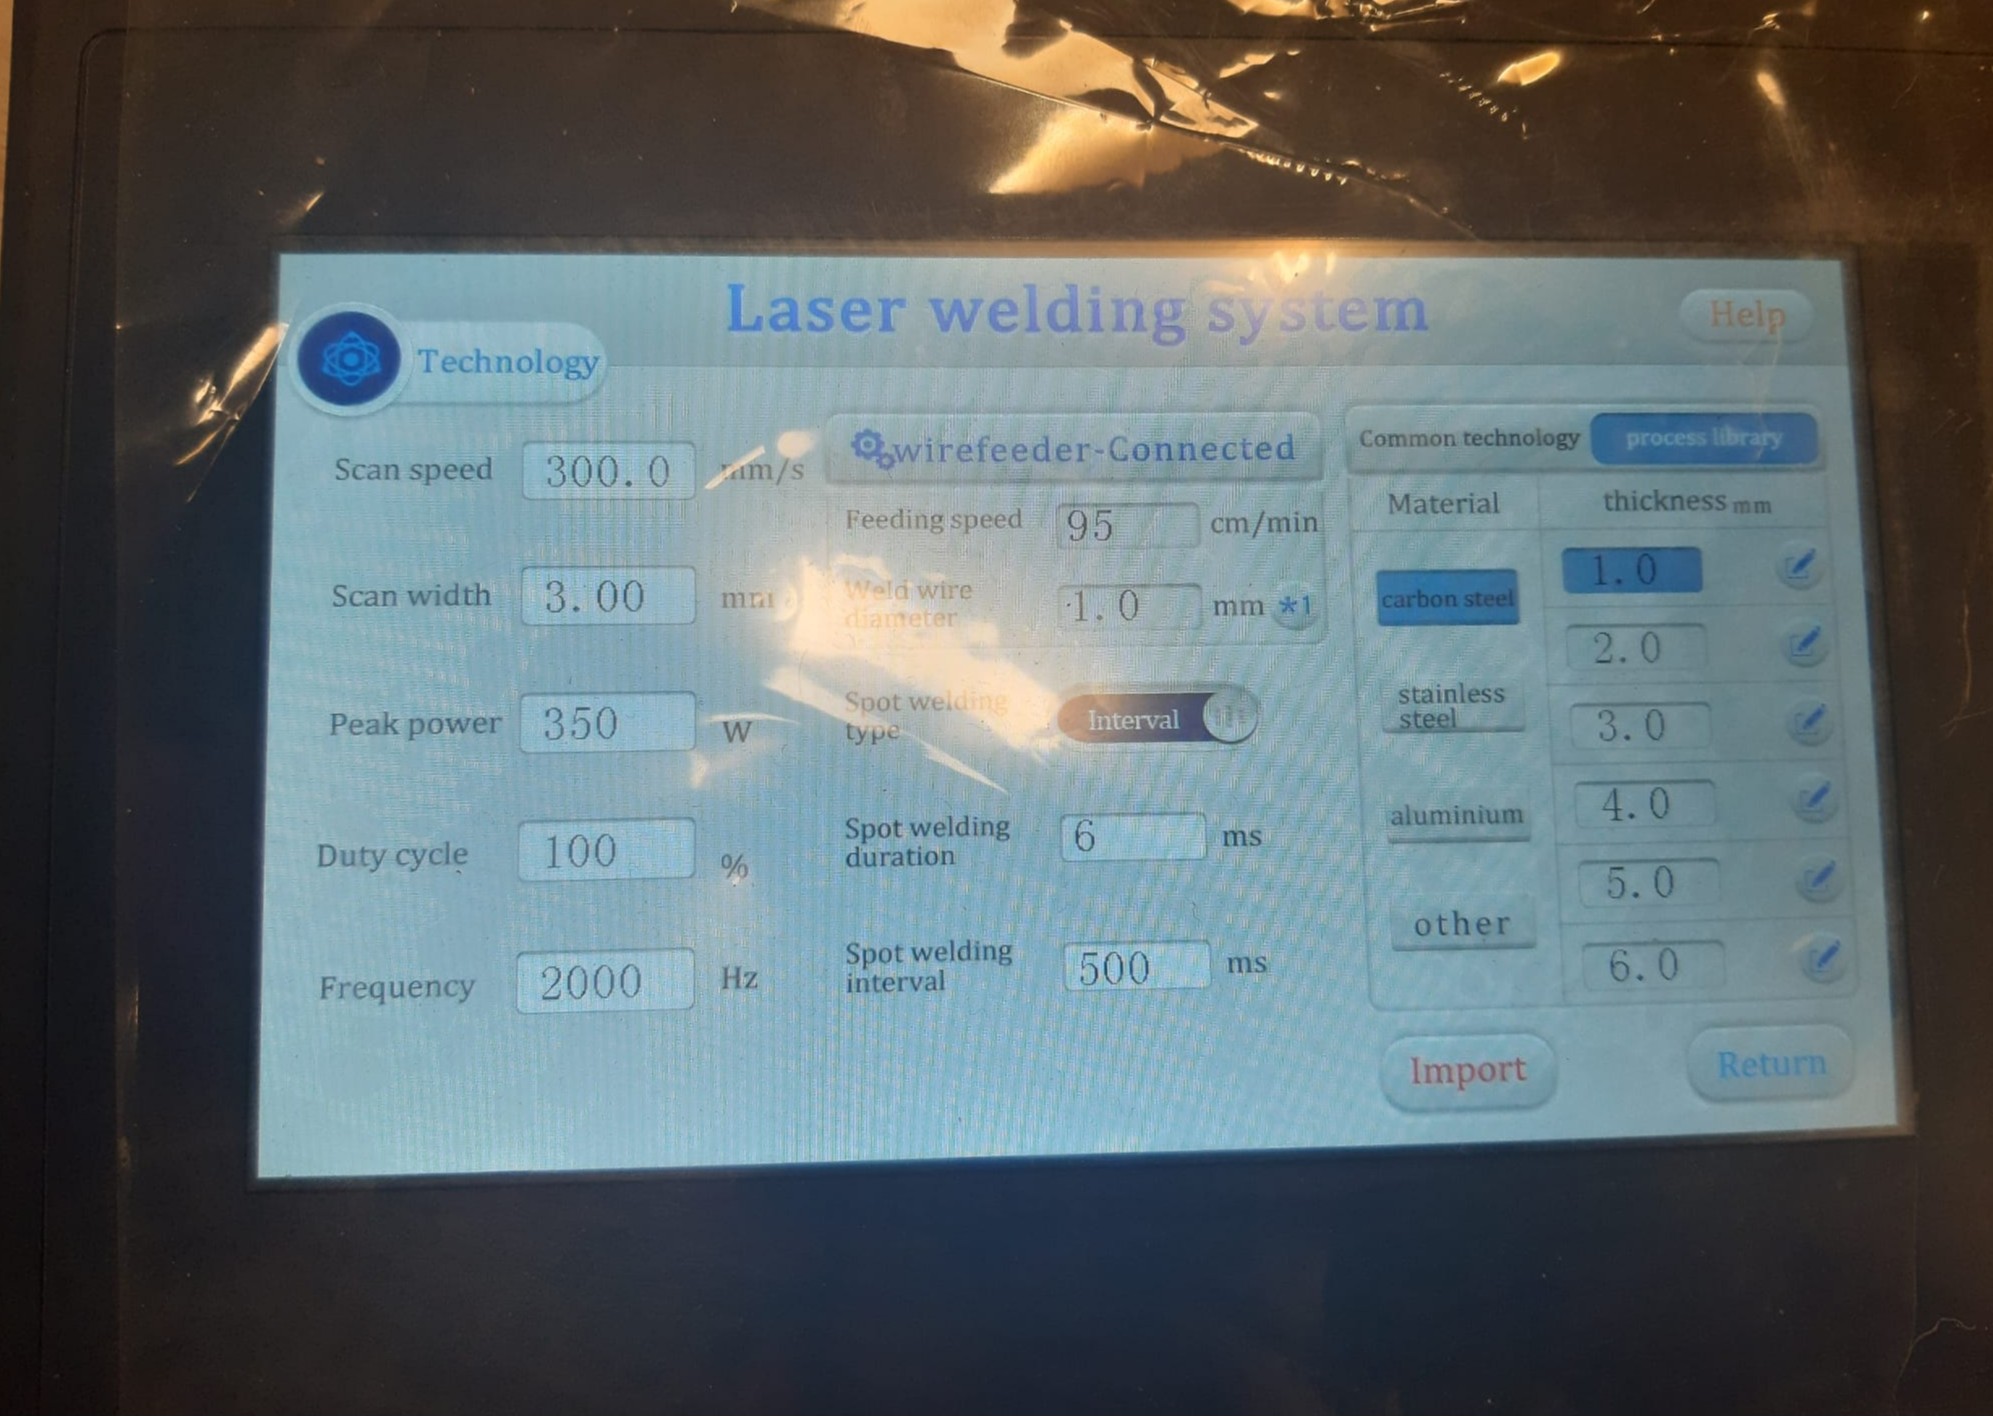 Laser welding system
Help
Technology
Scan speed 300.0 mm/s
Scan width 3.00 mm
Peak power 350 W
Duty cycle 100 %
Frequency 2000 Hz
wirefeeder-Connected
Feeding speed 95 cm/min
Weld wire
diameter 1.0 mm *1
Spot welding
type Interval
Spot welding
duration 6 ms
Spot welding
interval 500 ms
Common technology process library
Material thickness mm
carbon steel
stainless
steel
aluminium
other
1.0
2.0
3.0
4.0
5.0
6.0
Import Return